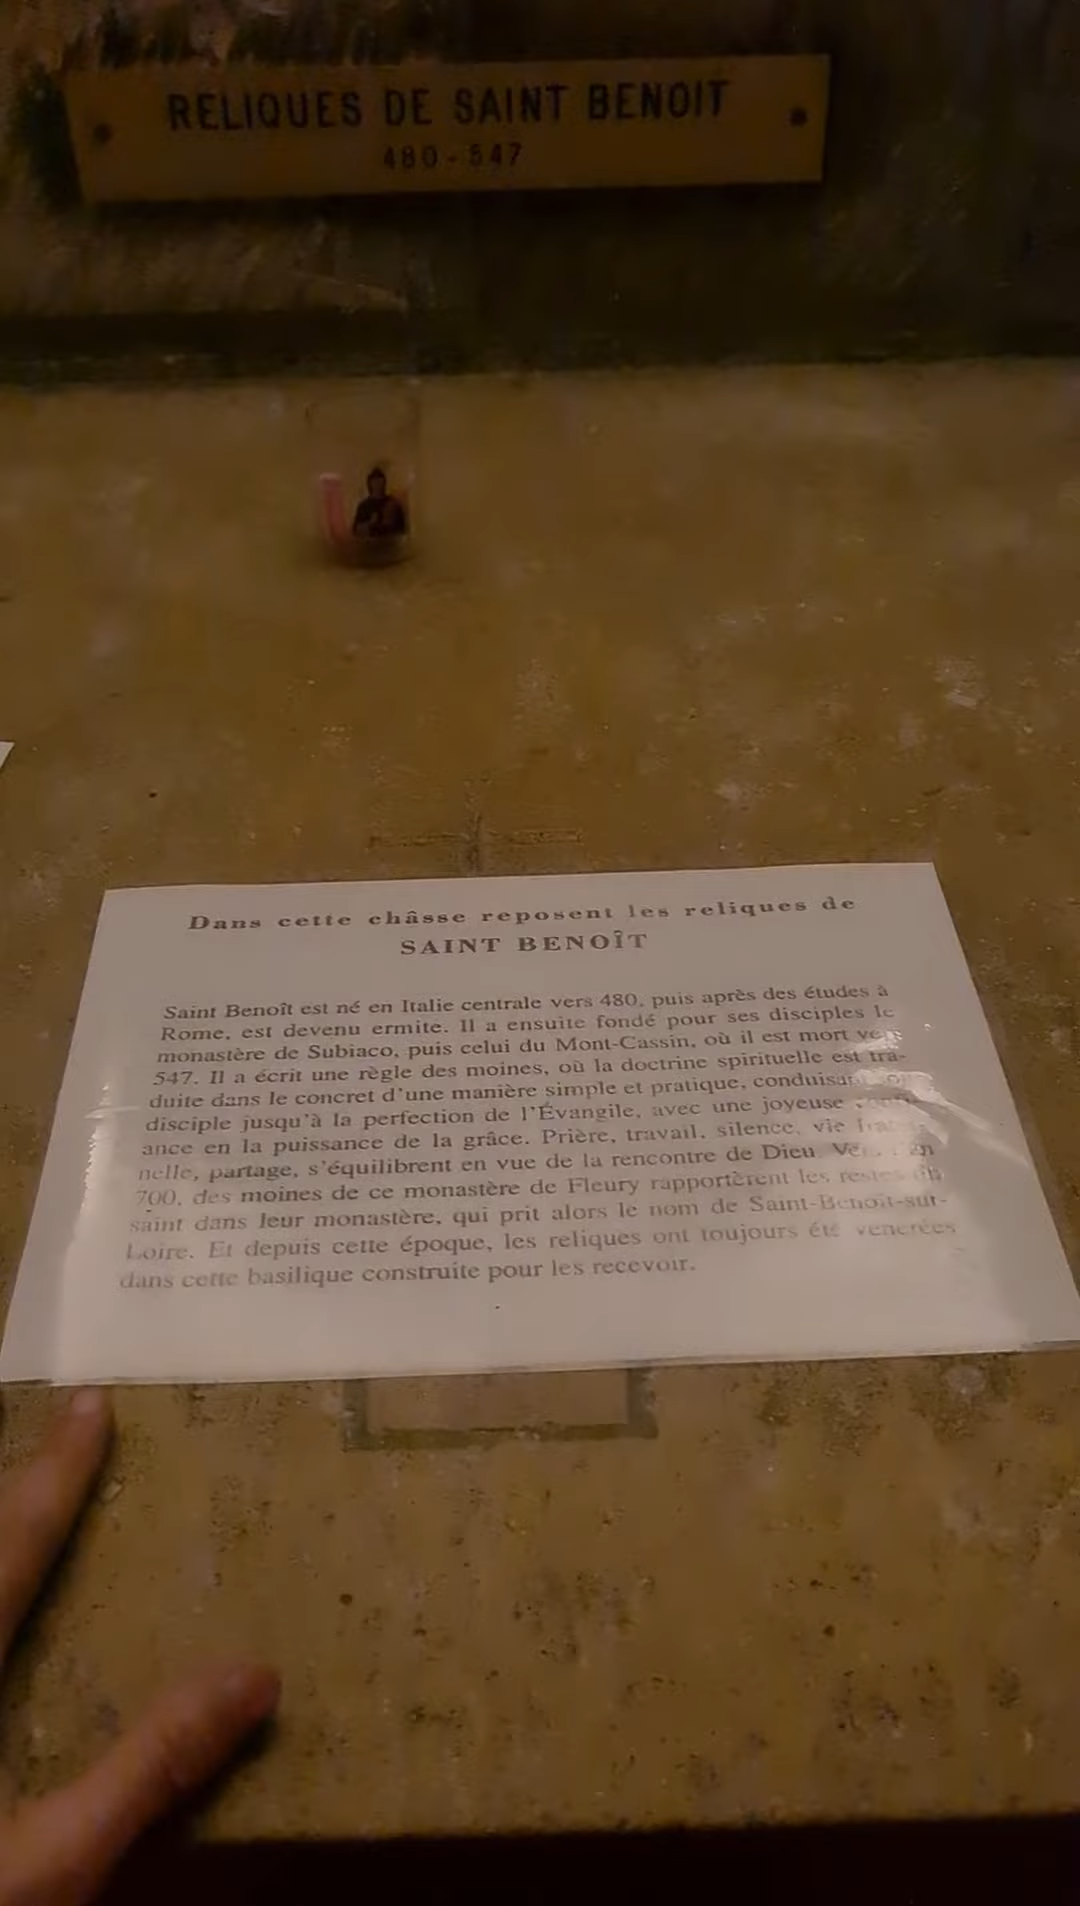 RELIQUES DE SAINT BENOIT
480 - 547
Dans cette châsse reposent les reliques de
SAINT BENOÎT
Saint Benoît est né en Italie centrale vers 480, puis après des études à
Rome, est devenu ermite. Il a ensuite fondé pour ses disciples le
monastère de Subiaco, puis celui du Mont-Cassin, où il est mort vers
547. Il a écrit une règle des moines, où la doctrine spirituelle est tra-
duite dans le concret d'une manière simple et pratique, conduisant
disciple jusqu'à la perfection de l'Évangile, avec une joyeuse
ance en la puissance de la grâce. Prière, travail, silence, vie
nelle, partage, s'équilibrent en vue de la rencontre de Dieu.
700, des moines de ce monastère de Fleury rapportèrent les restes du
saint dans leur monastère, qui prit alors le nom de Saint-Benoît-sur-
Loire. Et depuis cette époque, les reliques ont toujours été vénérées
dans cette basilique construite pour les recevoir.